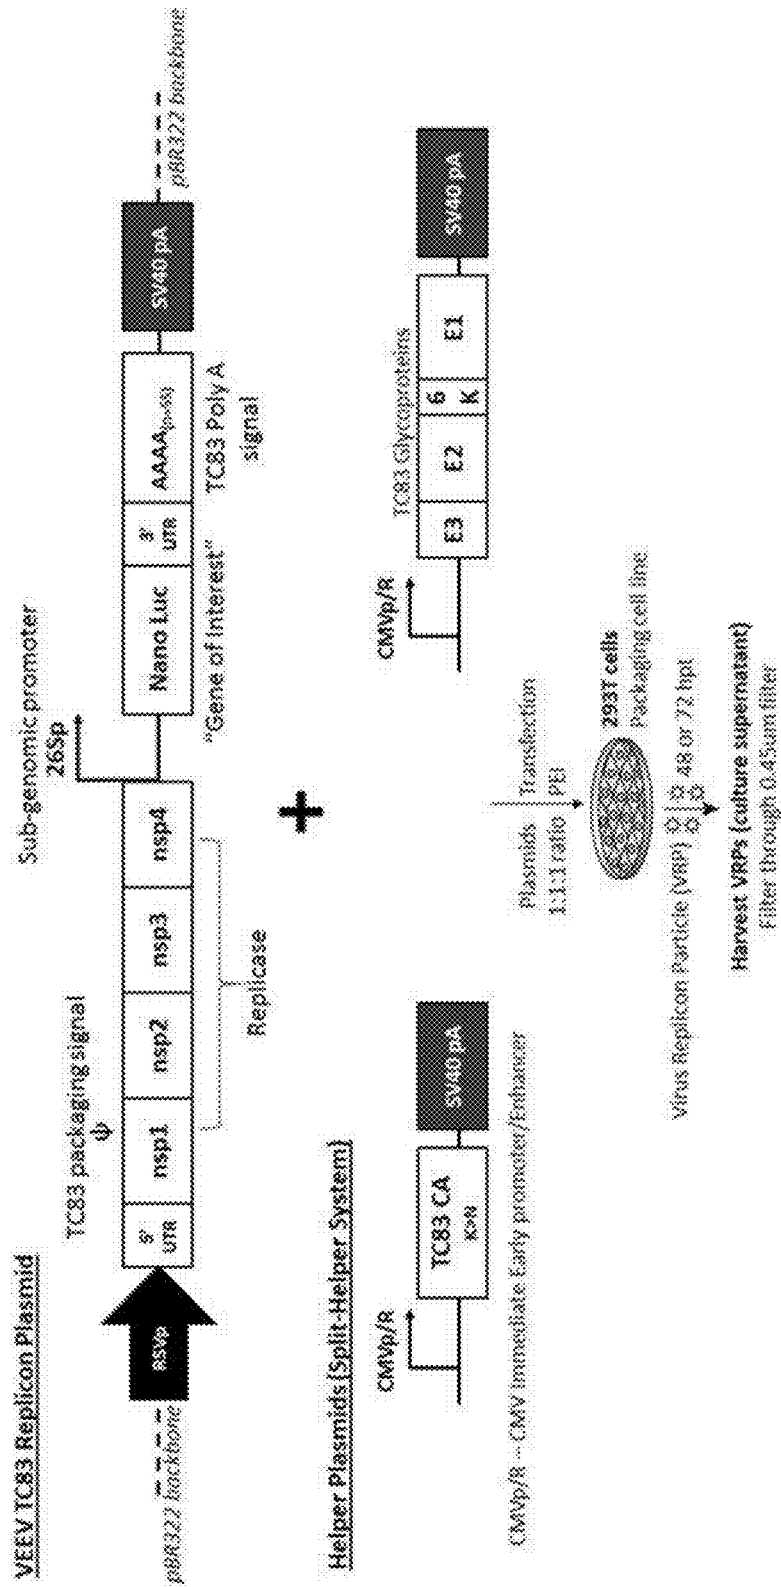 VEEV TC83 Replicon Plasmid
TC83 packaging signal
Ψ
Sub-genomic promoter
26Sp
pBR322 backbone
RSVp
5'
UTR
nsp1
nsp2
nsp3
nsp4
Nano Luc
3'
UTR
AAAA
SV40 pA
pBR322 backbone
Replicase
"Gene of Interest"
TC83 Poly A
signal
+
Helper Plasmids (Split-Helper System)
CMVp/R
TC83 CA
K>N
SV40 pA
CMVp/R
TC83 Glycoproteins
E3
E2
6
K
E1
SV40 pA
CMVp/R -- CMV Immediate Early promoter/Enhancer
Plasmids
1:1:1 ratio
Transfection
PEI
293T cells
Packaging cell line
Virus Replicon Particle (VRP)
48 or 72 hpt
Harvest VRPs (culture supernatant)
Filter through 0.45um filter